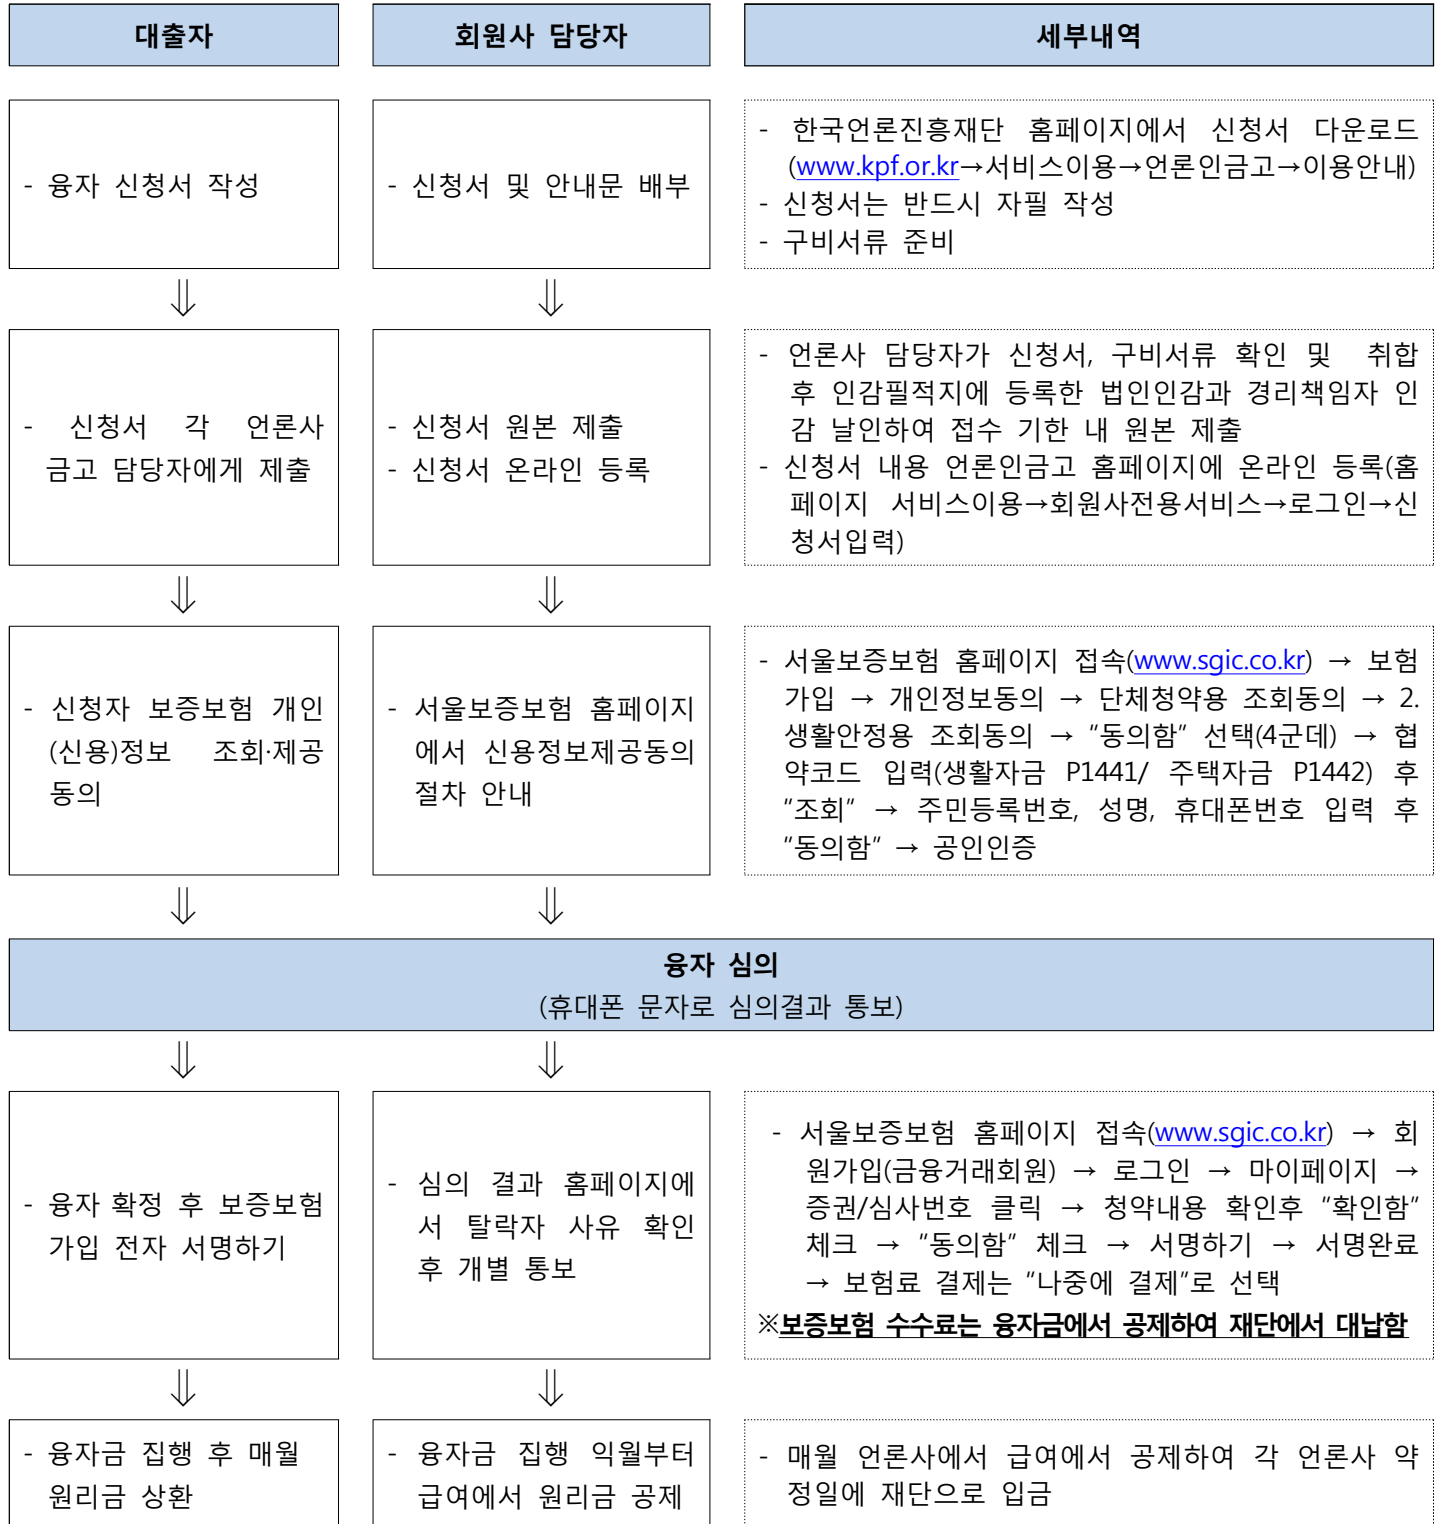 대출자
회원사 담당자
세부내역
- 융자 신청서 작성
- 신청서 및 안내문 배부
- 한국언론진흥재단 홈페이지에서 신청서 다운로드
(www.kpf.or.kr→서비스이용→언론인금고→이용안내)
- 신청서는 반드시 자필 작성
- 구비서류 준비
⇓
⇓
- 신청서 각 언론사
금고 담당자에게 제출
- 신청서 원본 제출
- 신청서 온라인 등록
- 언론사 담당자가 신청서, 구비서류 확인 및 취합
후 인감필적지에 등록한 법인인감과 경리책임자 인
감 날인하여 접수 기한 내 원본 제출
- 신청서 내용 언론인금고 홈페이지에 온라인 등록(홈
페이지 서비스이용→회원사전용서비스→로그인→신
청서입력)
⇓
⇓
- 신청자 보증보험 개인
(신용)정보 조회·제공
동의
- 서울보증보험 홈페이지
에서 신용정보제공동의
절차 안내
- 서울보증보험 홈페이지 접속(www.sgic.co.kr) → 보험
가입 → 개인정보동의 → 단체청약용 조회동의 → 2.
생활안정용 조회동의 → “동의함” 선택(4군데) → 협
약코드 입력(생활자금 P1441/ 주택자금 P1442) 후
“조회” → 주민등록번호, 성명, 휴대폰번호 입력 후
“동의함” → 공인인증
⇓
⇓
융자 심의
(휴대폰 문자로 심의결과 통보)
⇓
⇓
- 융자 확정 후 보증보험
가입 전자 서명하기
- 심의 결과 홈페이지에
서 탈락자 사유 확인
후 개별 통보
- 서울보증보험 홈페이지 접속(www.sgic.co.kr) → 회
원가입(금융거래회원) → 로그인 → 마이페이지 →
증권/심사번호 클릭 → 청약내용 확인후 “확인함”
체크 → “동의함” 체크 → 서명하기 → 서명완료
→ 보험료 결제는 “나중에 결제”로 선택
※보증보험 수수료는 융자금에서 공제하여 재단에서 대납함
⇓
⇓
- 융자금 집행 후 매월
원리금 상환
- 융자금 집행 익월부터
급여에서 원리금 공제
- 매월 언론사에서 급여에서 공제하여 각 언론사 약
정일에 재단으로 입금